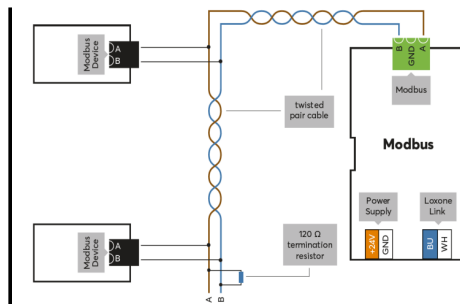 Modbus
Device
A
B
B
GND
A
Modbus
twisted
pair cable
Modbus
Power
Supply
Loxone
Link
+24V
GND
BU
WH
Modbus
Device
A
B
120 Ω
termination
resistor
A
B